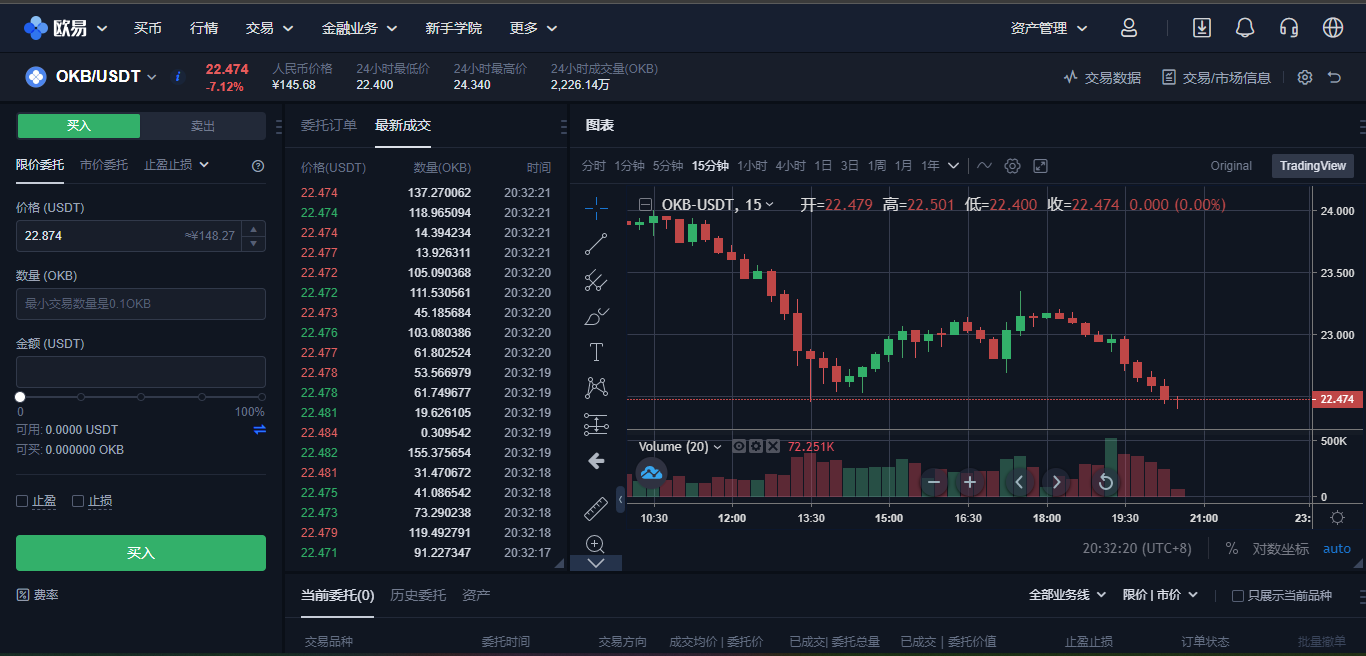 欧易 买币 行情 交易 金融业务 新手学院 更多 资产管理
OKB/USDT i 22.474 -7.12% 人民币价格 ¥145.68 24小时最低价 22.400 24小时最高价 24.340 24小时成交量(OKB) 2,226.14万 交易数据 交易/市场信息
买入 卖出
限价委托 市价委托 止盈止损
价格 (USDT)
22.874 ≈¥148.27
数量 (OKB)
最小交易数量是0.1OKB
金额 (USDT)
0 100%
可用: 0.0000 USDT
可买: 0.000000 OKB
止盈 止损
买入
费率
委托订单 最新成交
价格(USDT) 数量(OKB) 时间
22.474 137.270062 20:32:21
22.474 118.965094 20:32:21
22.474 14.394234 20:32:21
22.477 13.926311 20:32:21
22.472 105.090368 20:32:20
22.472 111.530561 20:32:20
22.473 45.185684 20:32:20
22.476 103.080386 20:32:20
22.477 61.802524 20:32:20
22.478 53.566979 20:32:19
22.478 61.749677 20:32:19
22.481 19.626105 20:32:19
22.484 0.309542 20:32:19
22.482 155.375654 20:32:19
22.481 31.470672 20:32:18
22.475 41.086542 20:32:18
22.473 73.290238 20:32:18
22.479 119.492791 20:32:18
22.471 91.227347 20:32:17
图表
分时 1分钟 5分钟 15分钟 1小时 4小时 1日 3日 1周 1月 1年 Original TradingView
OKB-USDT, 15 开=22.479 高=22.501 低=22.400 收=22.474 0.000 (0.00%)
24.000
23.500
23.000
22.474
Volume (20) 72.251K
500K
0
10:30 12:00 13:30 15:00 16:30 18:00 19:30 21:00 23:
20:32:20 (UTC+8) % 对数坐标 auto
当前委托(0) 历史委托 资产 全部业务线 限价 | 市价 只展示当前品种
交易品种 委托时间 交易方向 成交均价 | 委托价 已成交| 委托总量 已成交 | 委托价值 止盈止损 订单状态 批量撤单